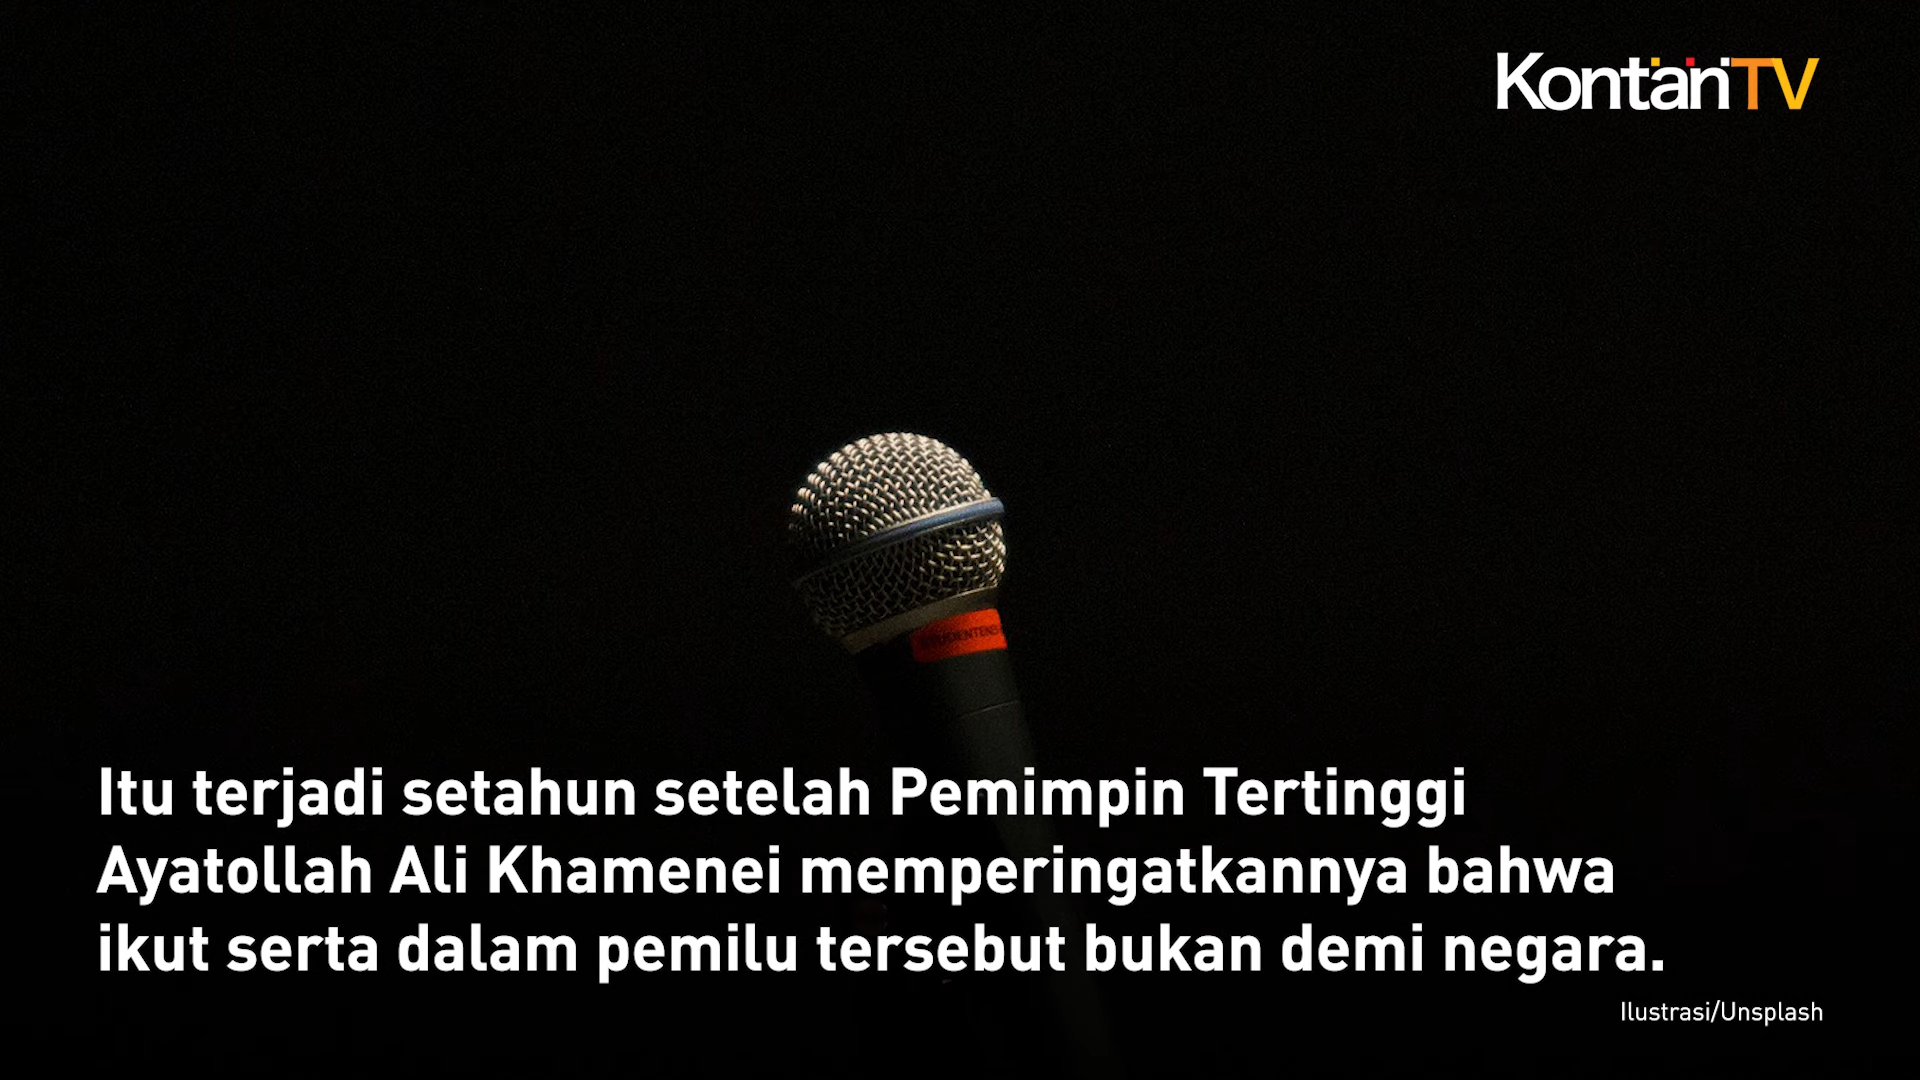 KontanTV
Itu terjadi setahun setelah Pemimpin Tertinggi
Ayatollah Ali Khamenei memperingatkannya bahwa
ikut serta dalam pemilu tersebut bukan demi negara.
Ilustrasi/Unsplash